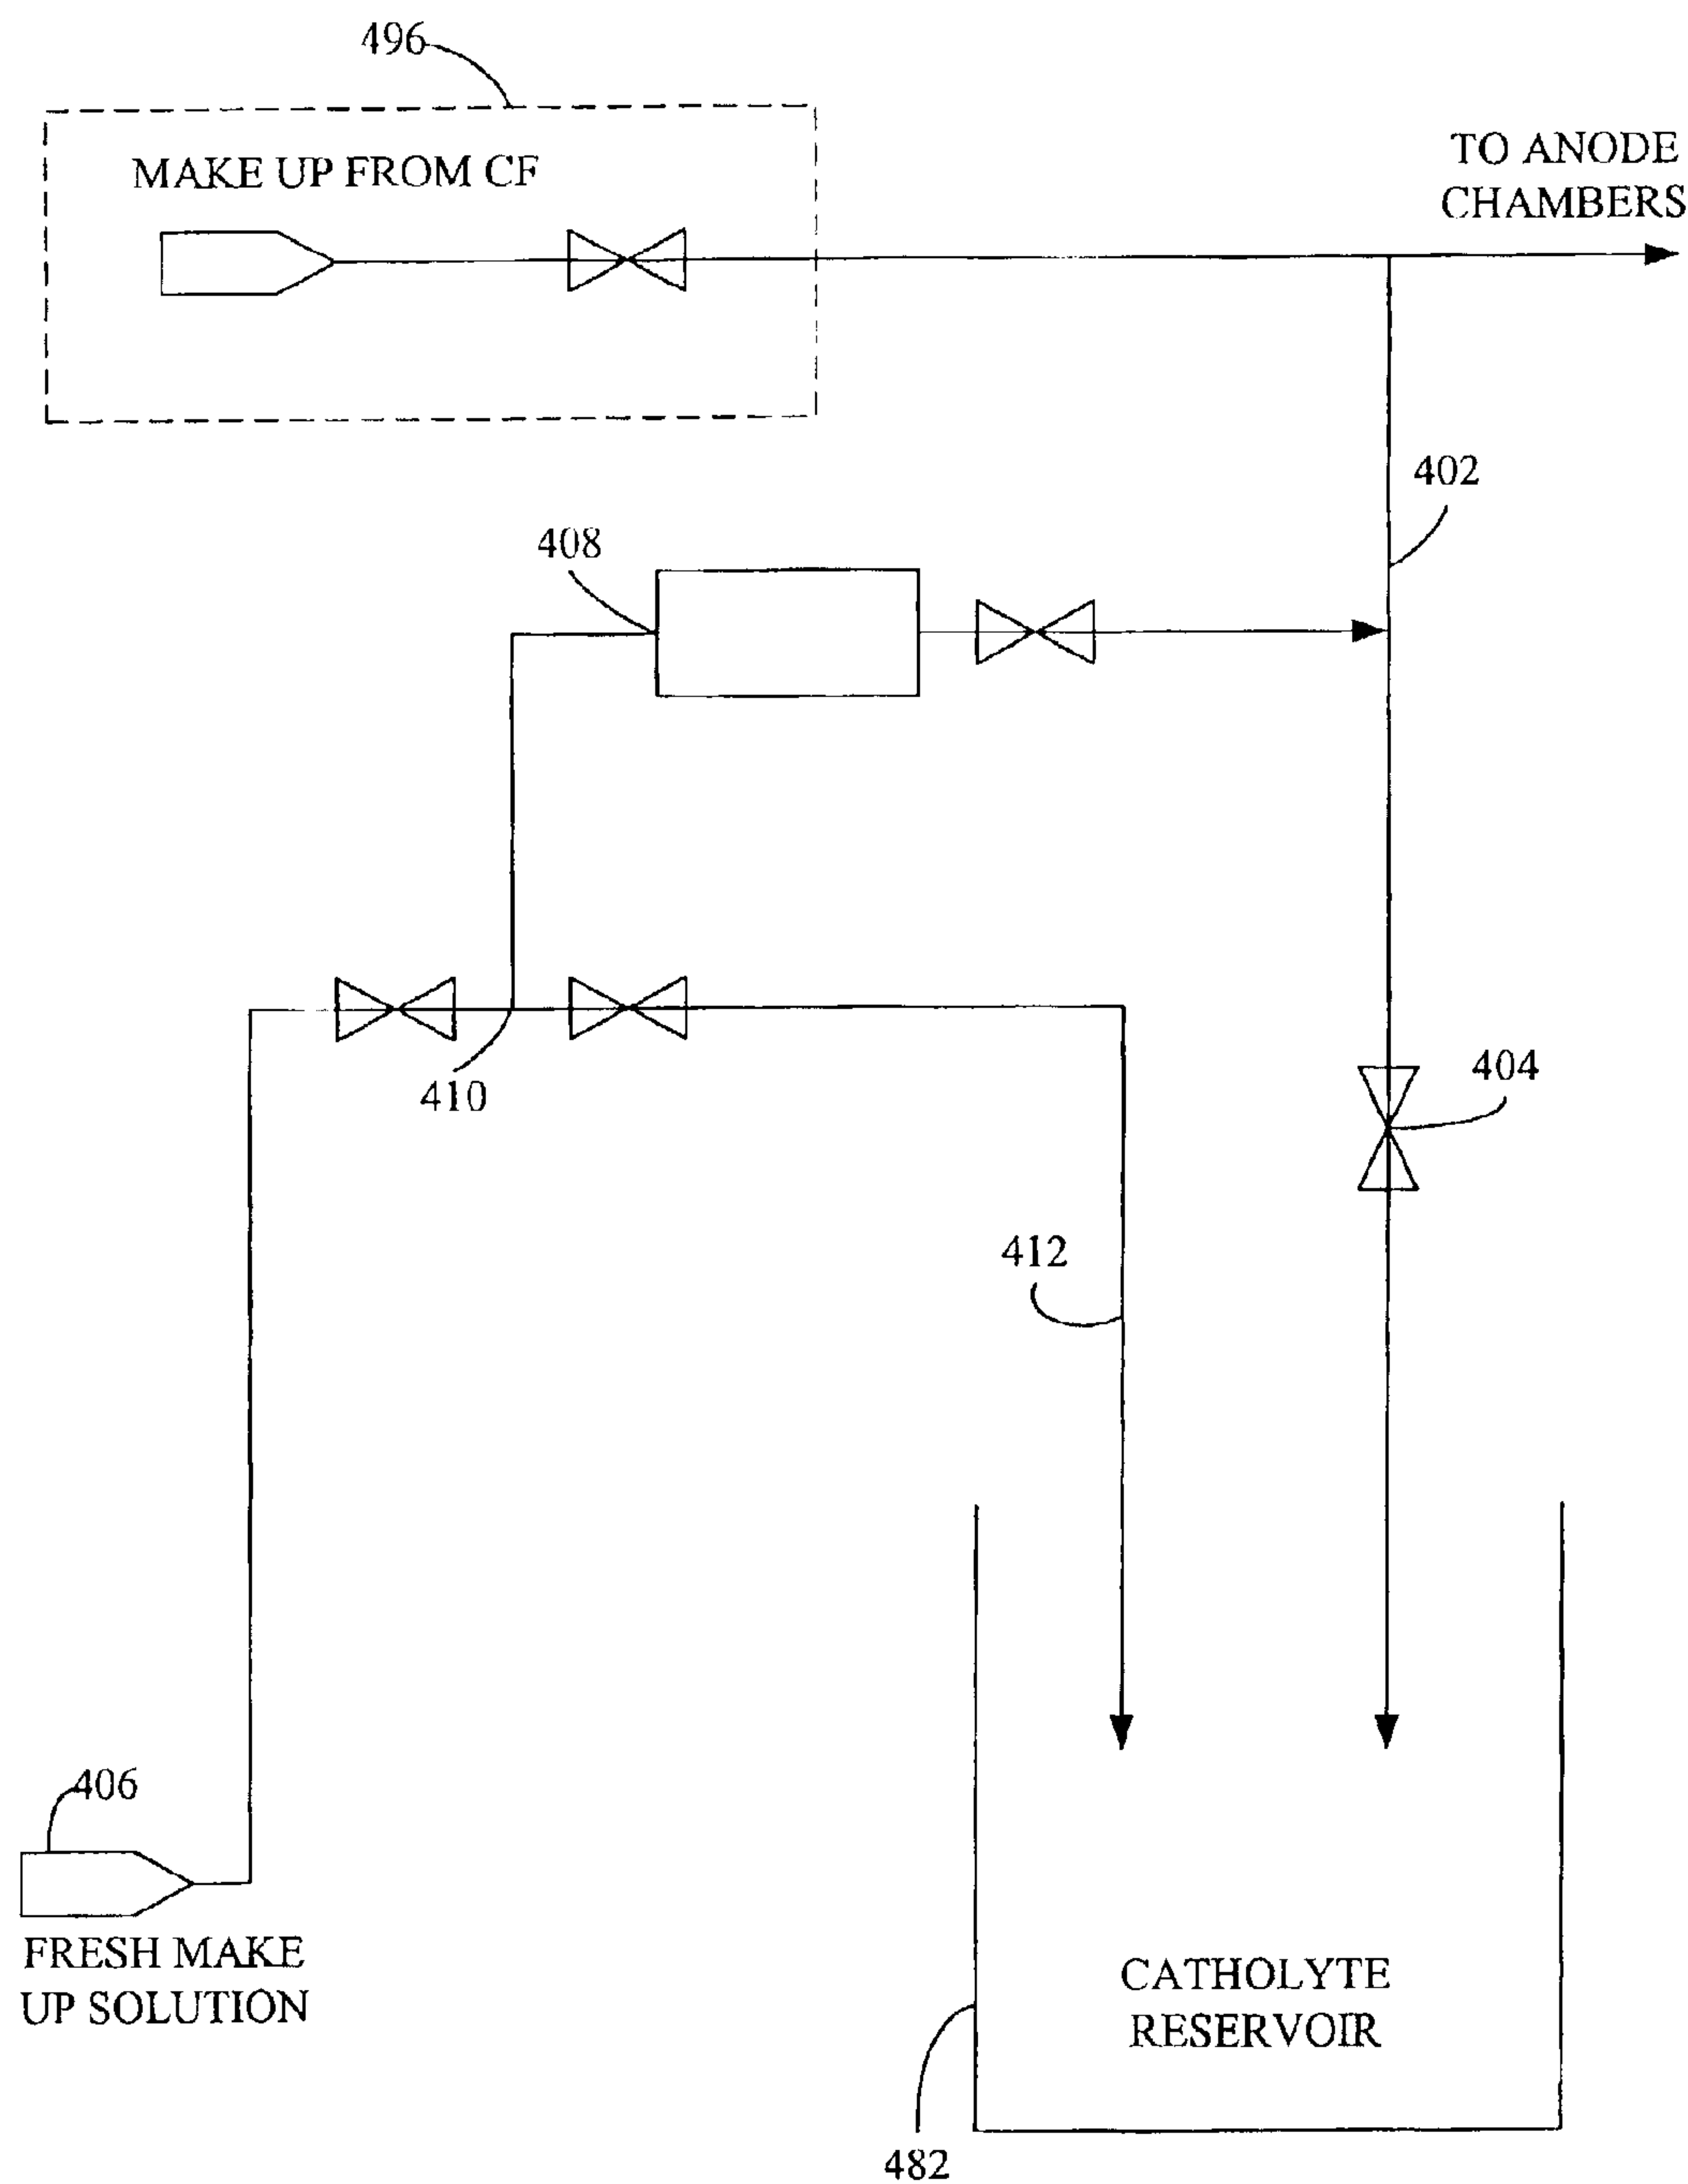 496
MAKE UP FROM CF
TO ANODE
CHAMBERS
402
408
410
404
412
406
FRESH MAKE
UP SOLUTION
CATHOLYTE
RESERVOIR
482